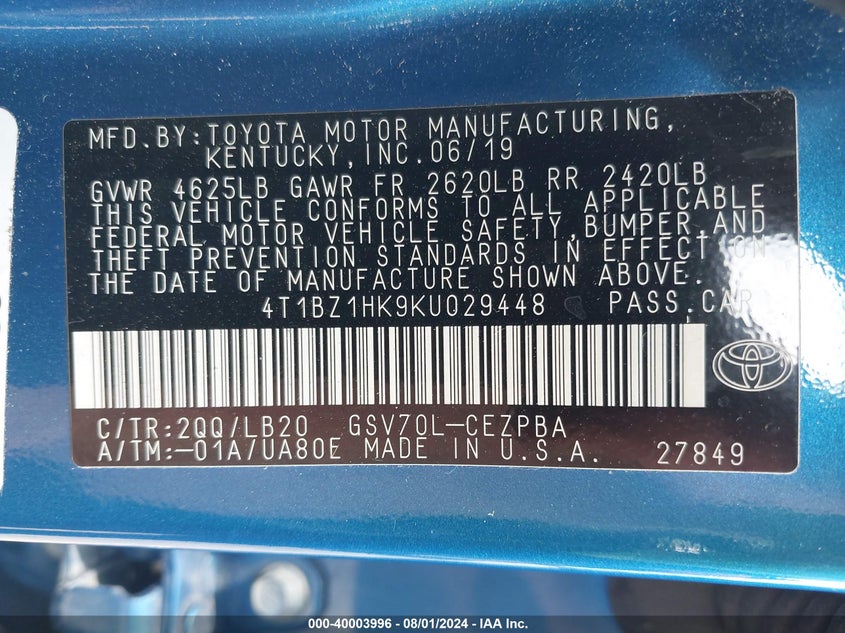 MFD.BY:TOYOTA MOTOR MANUFACTURING,
KENTUCKY,INC.06/19
GVWR 4625LB GAWR FR 2620LB RR 2420LB
THIS VEHICLE CONFORMS TO ALL APPLICABLE
FEDERAL MOTOR VEHICLE SAFETY,BUMPER,AND
THEFT PREVENTION STANDARDS IN EFFECT ON
THE DATE OF MANUFACTURE SHOWN ABOVE.
4T1BZ1HK9KU029448 PASS.CAR
C/TR:2QQ/LB20 GSV70L-CEZPBA
A/TM:-01A/UA80E MADE IN U.S.A. 27849
000-40003996 - 08/01/2024 - IAA Inc.